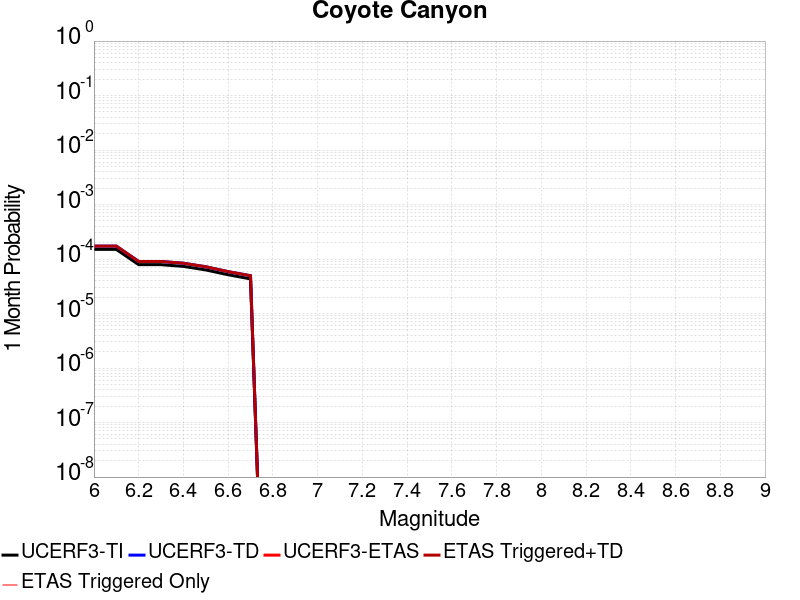 Coyote Canyon
10^0
10^-1
10^-2
10^-3
10^-4
10^-5
10^-6
10^-7
10^-8
1 Month Probability
6 6.2 6.4 6.6 6.8 7 7.2 7.4 7.6 7.8 8 8.2 8.4 8.6 8.8 9
Magnitude
UCERF3-TI UCERF3-TD UCERF3-ETAS ETAS Triggered+TD
ETAS Triggered Only